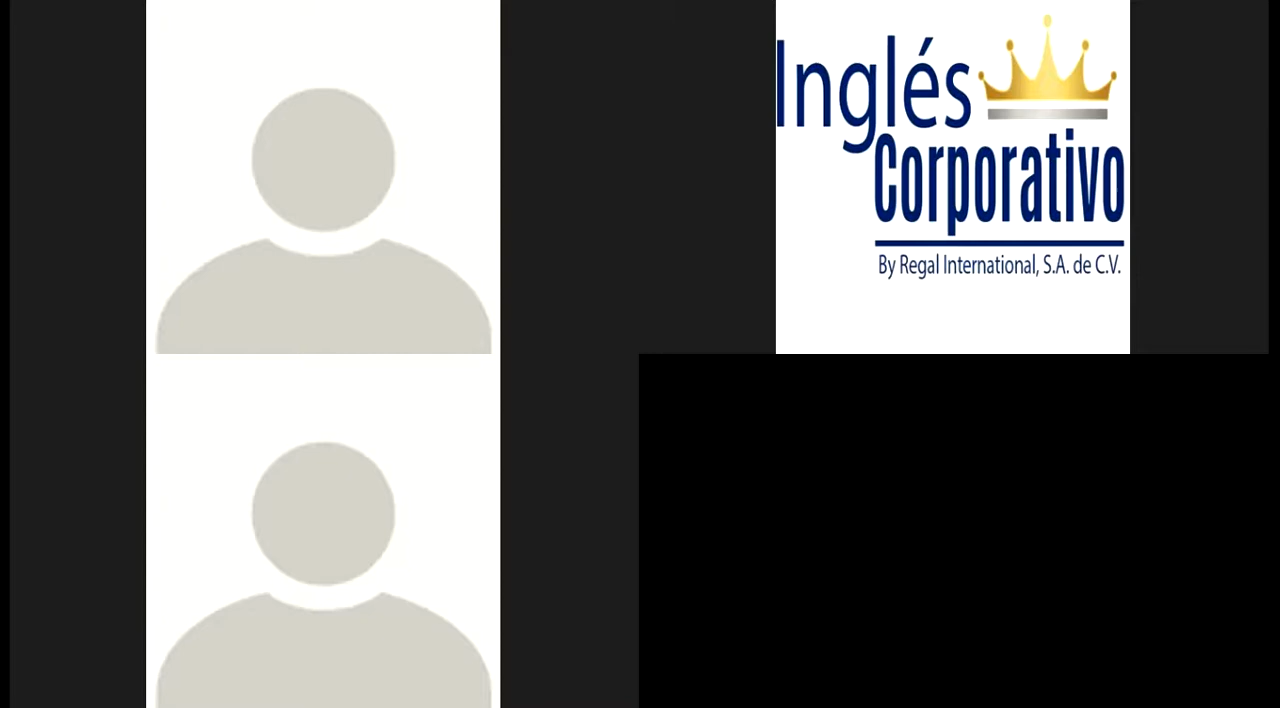 Inglés
Corporativo
By Regal International, S.A. de C.V.